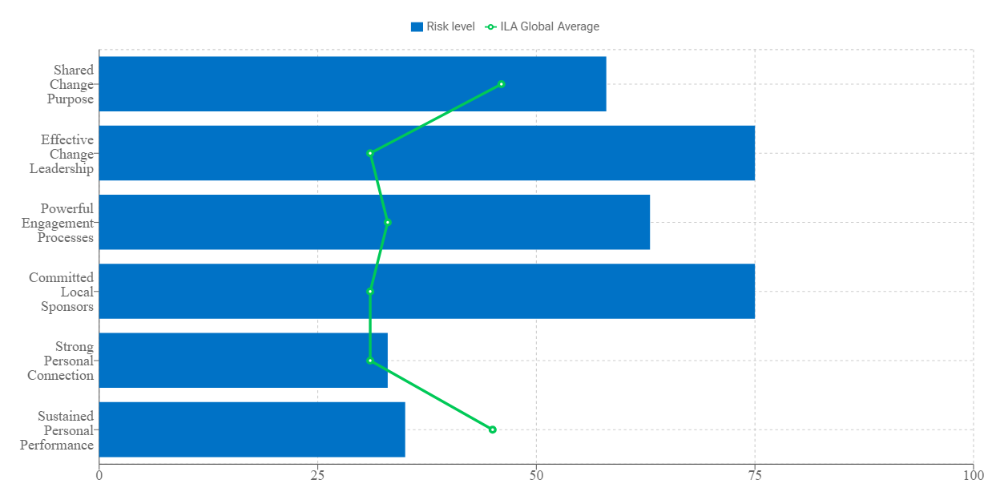 Risk level ILA Global Average
Shared
Change
Purpose
Effective
Change
Leadership
Powerful
Engagement
Processes
Committed
Local
Sponsors
Strong
Personal
Connection
Sustained
Personal
Performance
0 25 50 75 100